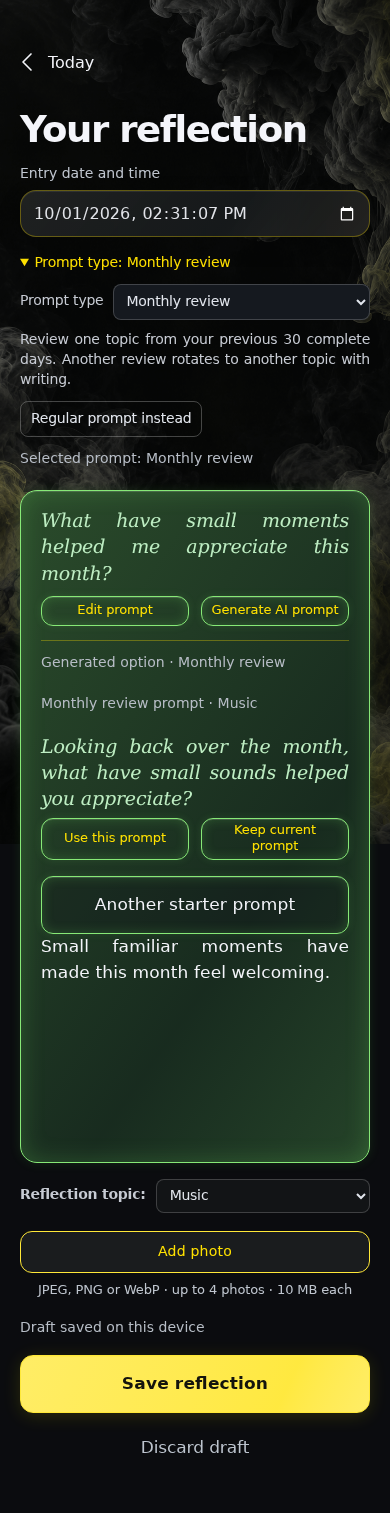 Today
Your reflection
Entry date and time
10/01/2026, 02:31:07 PM
▼ Prompt type: Monthly review
Prompt type
Monthly review
Review one topic from your previous 30 complete
days. Another review rotates to another topic with
writing.
Regular prompt instead
Selected prompt: Monthly review
What have small moments
helped me appreciate this
month?
Edit prompt
Generate AI prompt
Generated option · Monthly review
Monthly review prompt · Music
Looking back over the month,
what have small sounds helped
you appreciate?
Use this prompt
Keep current
prompt
Another starter prompt
Small familiar moments have
made this month feel welcoming.
Reflection topic:
Music
Add photo
JPEG, PNG or WebP · up to 4 photos · 10 MB each
Draft saved on this device
Save reflection
Discard draft